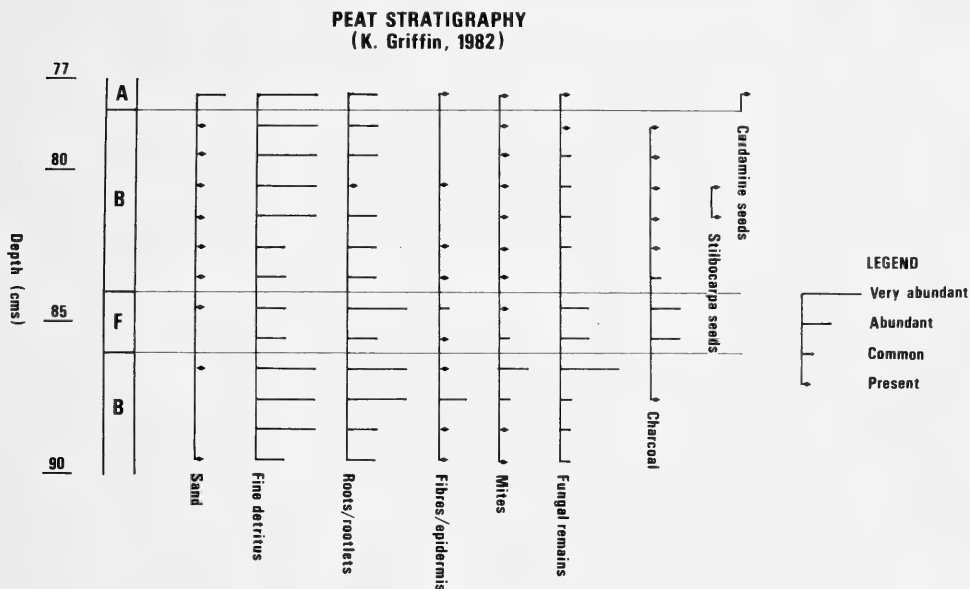 PEAT STRATIGRAPHY
(K. Griffin, 1982)
77
80
85
90
Depth (cms)
A
B
F
B
Sand
Fine detritus
Roots/rootlets
Fibres/epidermis
Mites
Fungal remains
Charcoal
Stilbocarpa seeds
Cardamine seeds
LEGEND
Very abundant
Abundant
Common
Present